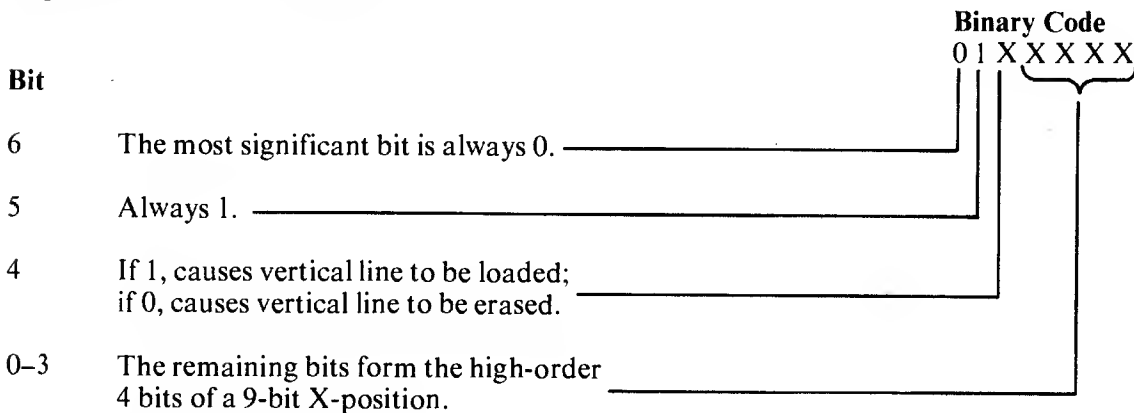 Binary Code
0 1 X X X X X
Bit
6 The most significant bit is always 0.
5 Always 1.
4 If 1, causes vertical line to be loaded;
if 0, causes vertical line to be erased.
0–3 The remaining bits form the high-order
4 bits of a 9-bit X-position.